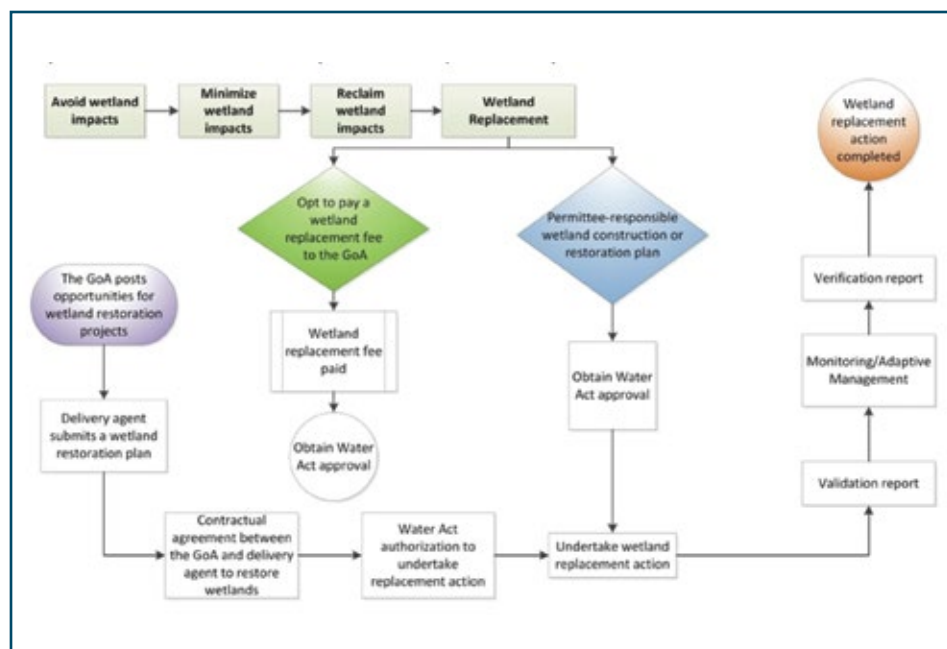 Avoid wetland
impacts
Minimize
wetland
impacts
Reclaim
wetland
impacts
Wetland
Replacement
Wetland
replacement
action
completed
Opt to pay a
wetland
replacement fee
to the GoA
Permittee-responsible
wetland construction or
restoration plan
The GoA posts
opportunities for
wetland restoration
projects
Verification report
Wetland
replacement fee
paid
Obtain Water
Act approval
Monitoring/Adaptive
Management
Delivery agent
submits a wetland
restoration plan
Obtain Water
Act approval
Validation report
Contractual
agreement between
the GoA and delivery
agent to restore
wetlands
Water Act
authorization to
undertake
replacement action
Undertake wetland
replacement action